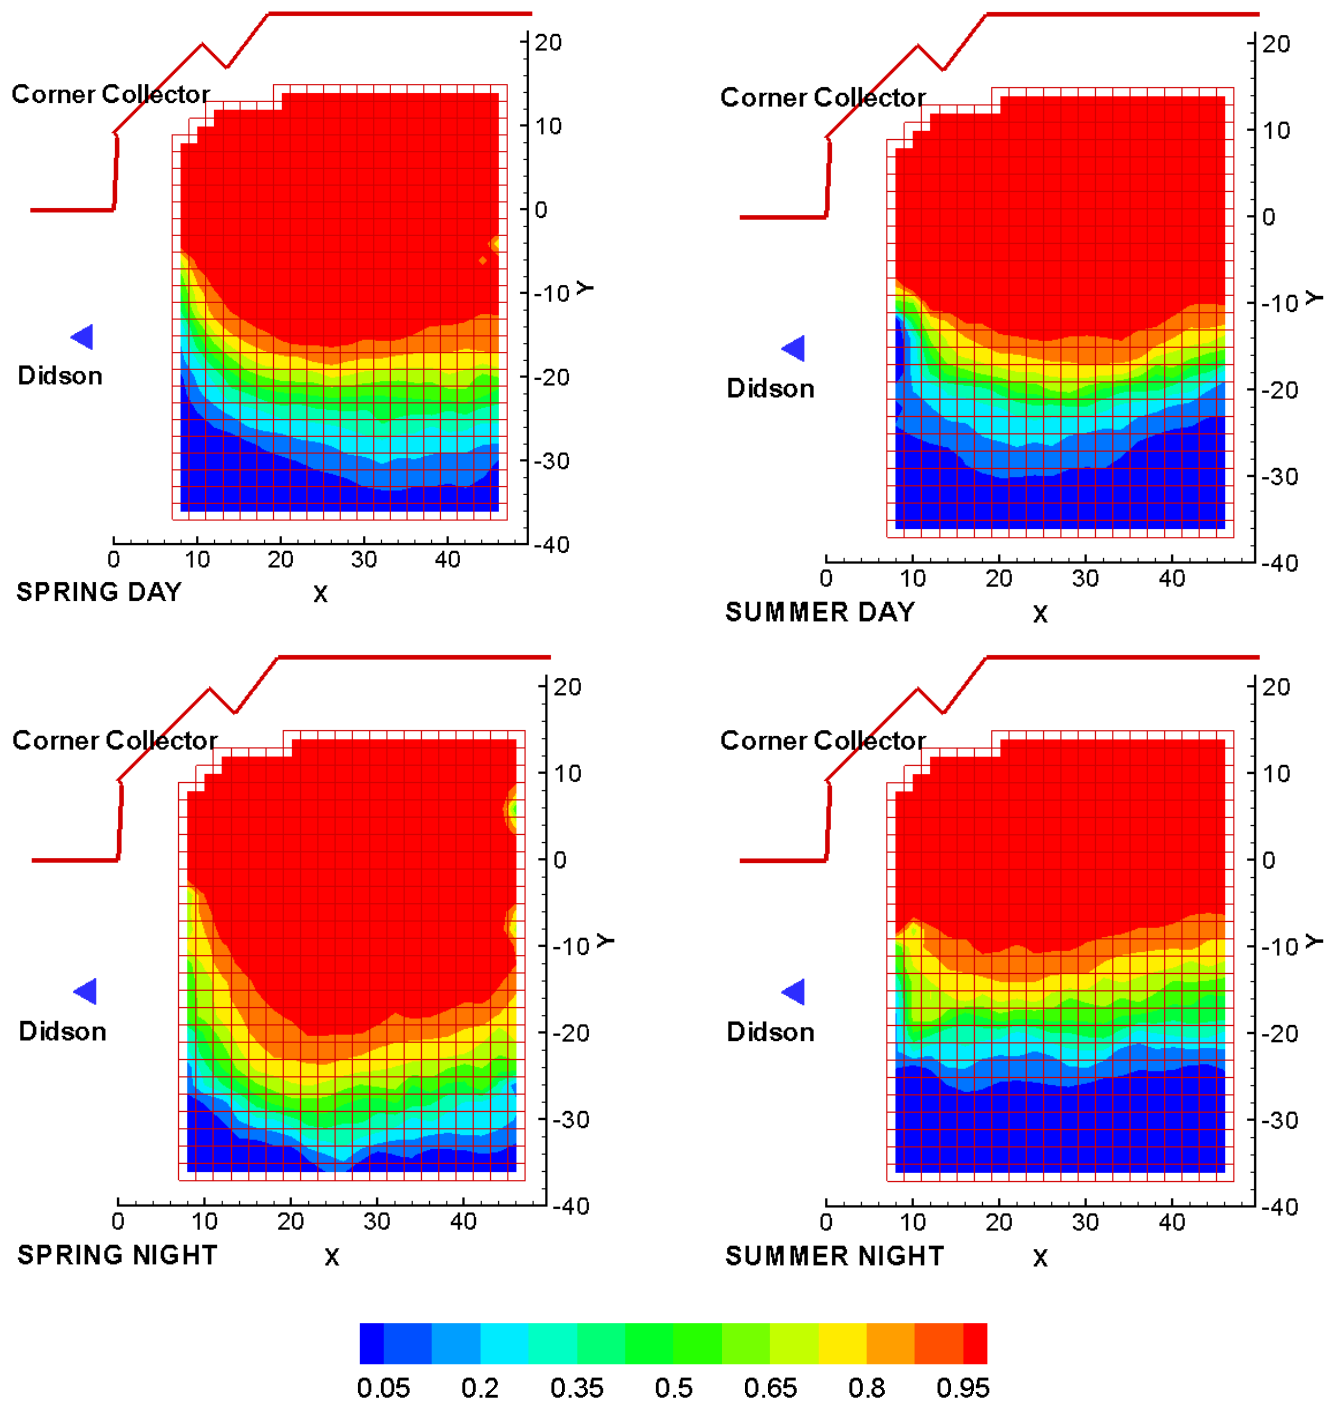 Corner Collector
20
10
0
-10
Y
-20
-30
-40
Didson
0 10 20 30 40
SPRING DAY X
Corner Collector
20
10
0
-10
Y
-20
-30
-40
Didson
0 10 20 30 40
SUMMER DAY X
Corner Collector
20
10
0
-10
Y
-20
-30
-40
Didson
0 10 20 30 40
SPRING NIGHT X
Corner Collector
20
10
0
-10
Y
-20
-30
-40
Didson
0 10 20 30 40
SUMMER NIGHT X
0.05 0.2 0.35 0.5 0.65 0.8 0.95